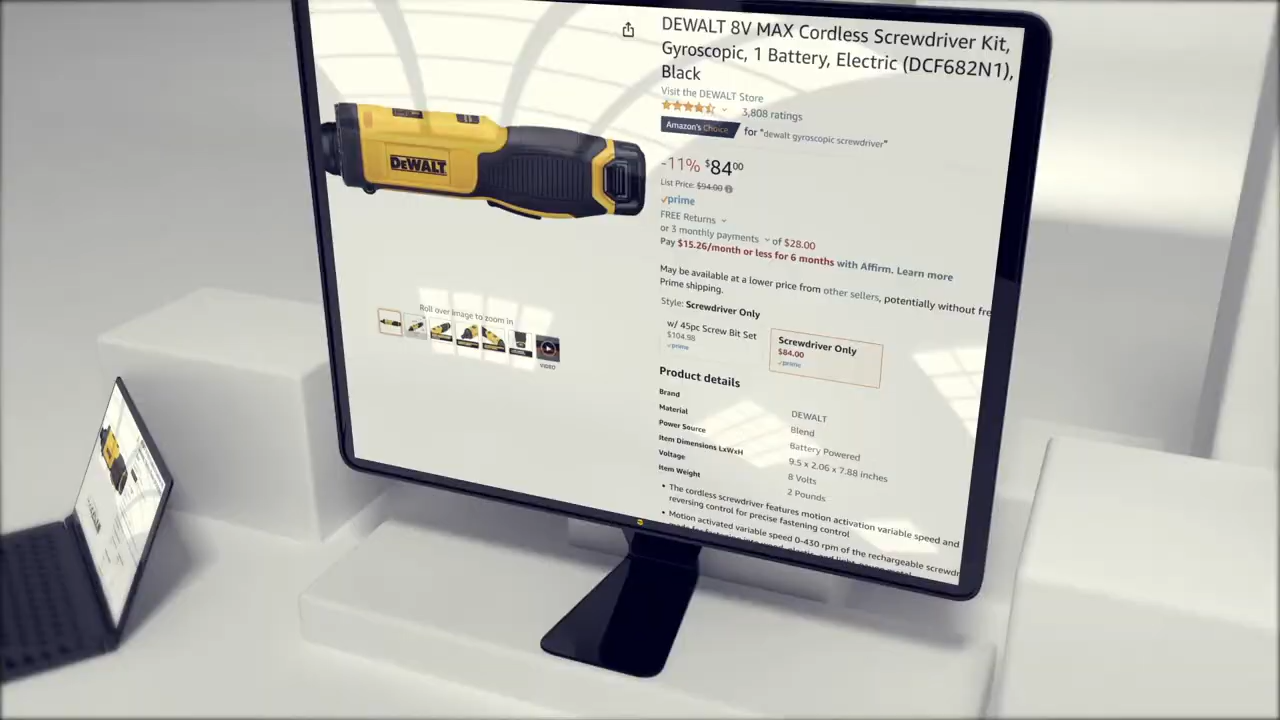 DEWALT 8V MAX Cordless Screwdriver Kit,
Gyroscopic, 1 Battery, Electric (DCF682N1),
Black
Visit the DEWALT Store
3,808 ratings
Amazon's Choice for "dewalt gyroscopic screwdriver"
-11% $84⁰⁰
List Price: $94.00
prime
FREE Returns
or 3 monthly payments of $28.00
Pay $15.26/month or less for 6 months with Affirm. Learn more
May be available at a lower price from other sellers, potentially without fre
Prime shipping.
Style: Screwdriver Only
w/ 45pc Screw Bit Set
$104.98
prime
Screwdriver Only
$84.00
prime
Product details
Brand DEWALT
Material Blend
Power Source Battery Powered
Item Dimensions LxWxH 9.5 x 2.06 x 7.88 inches
Voltage 8 Volts
Item Weight 2 Pounds
• The cordless screwdriver features motion activation variable speed and
reversing control for precise fastening control
• Motion activated variable speed 0-430 rpm of the rechargeable screwdr
DEWALT
Roll over image to zoom in
VIDEO